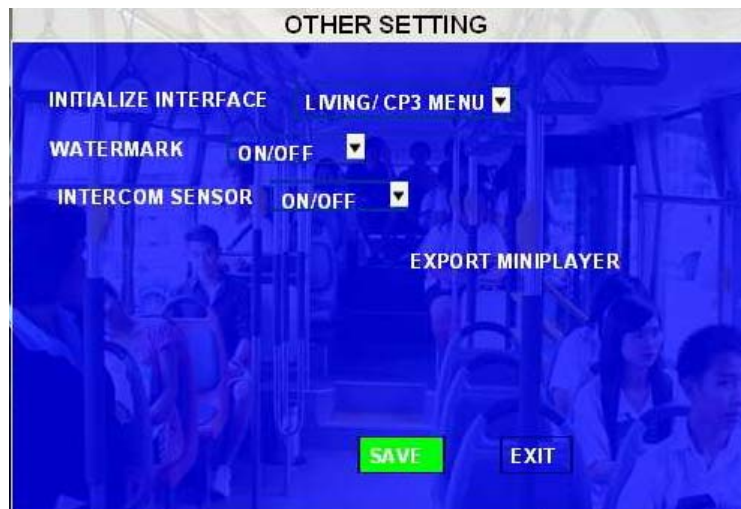 OTHER SETTING
INITIALIZE INTERFACE LIVING/ CP3 MENU
WATERMARK ON/OFF
INTERCOM SENSOR ON/OFF
EXPORT MINIPLAYER
SAVE EXIT